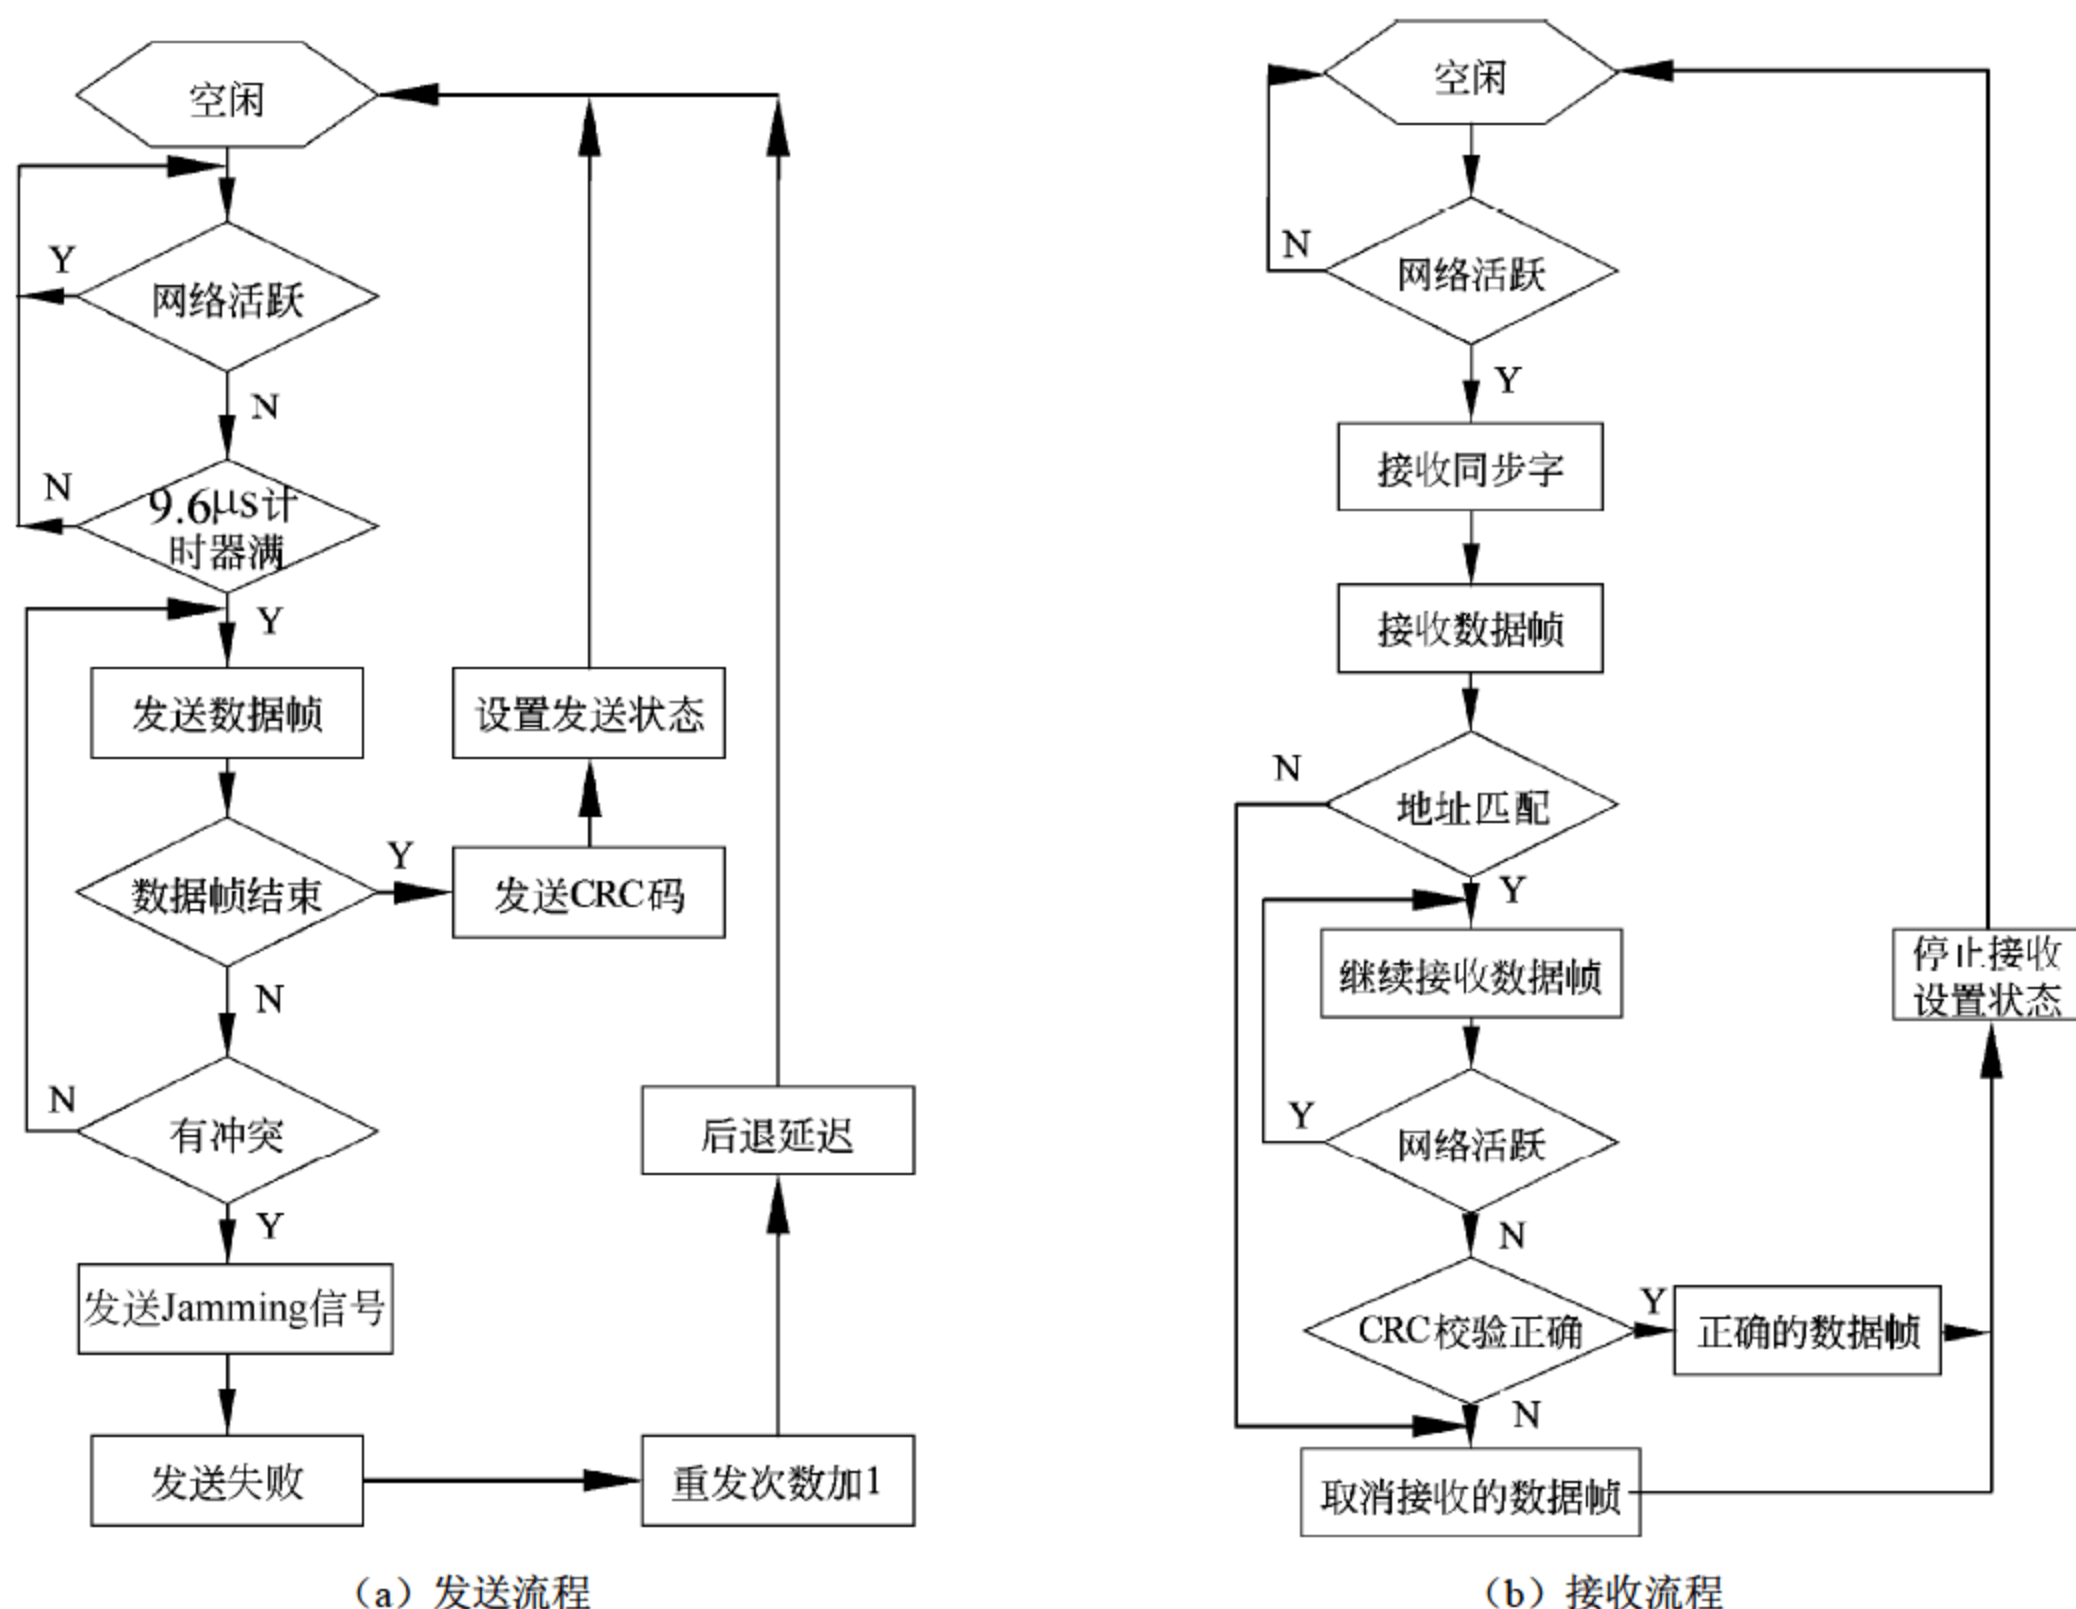 空闲
Y
网络活跃
N
N
9.6μs计
时器满
Y
发送数据帧
设置发送状态
数据帧结束
Y
发送CRC码
N
N
有冲突
后退延迟
Y
发送Jamming信号
发送失败
重发次数加1
(a)发送流程
空闲
N
网络活跃
Y
接收同步字
接收数据帧
N
地址匹配
Y
继续接收数据帧
停止接收
设置状态
Y
网络活跃
N
CRC校验正确
Y
正确的数据帧
N
取消接收的数据帧
(b)接收流程